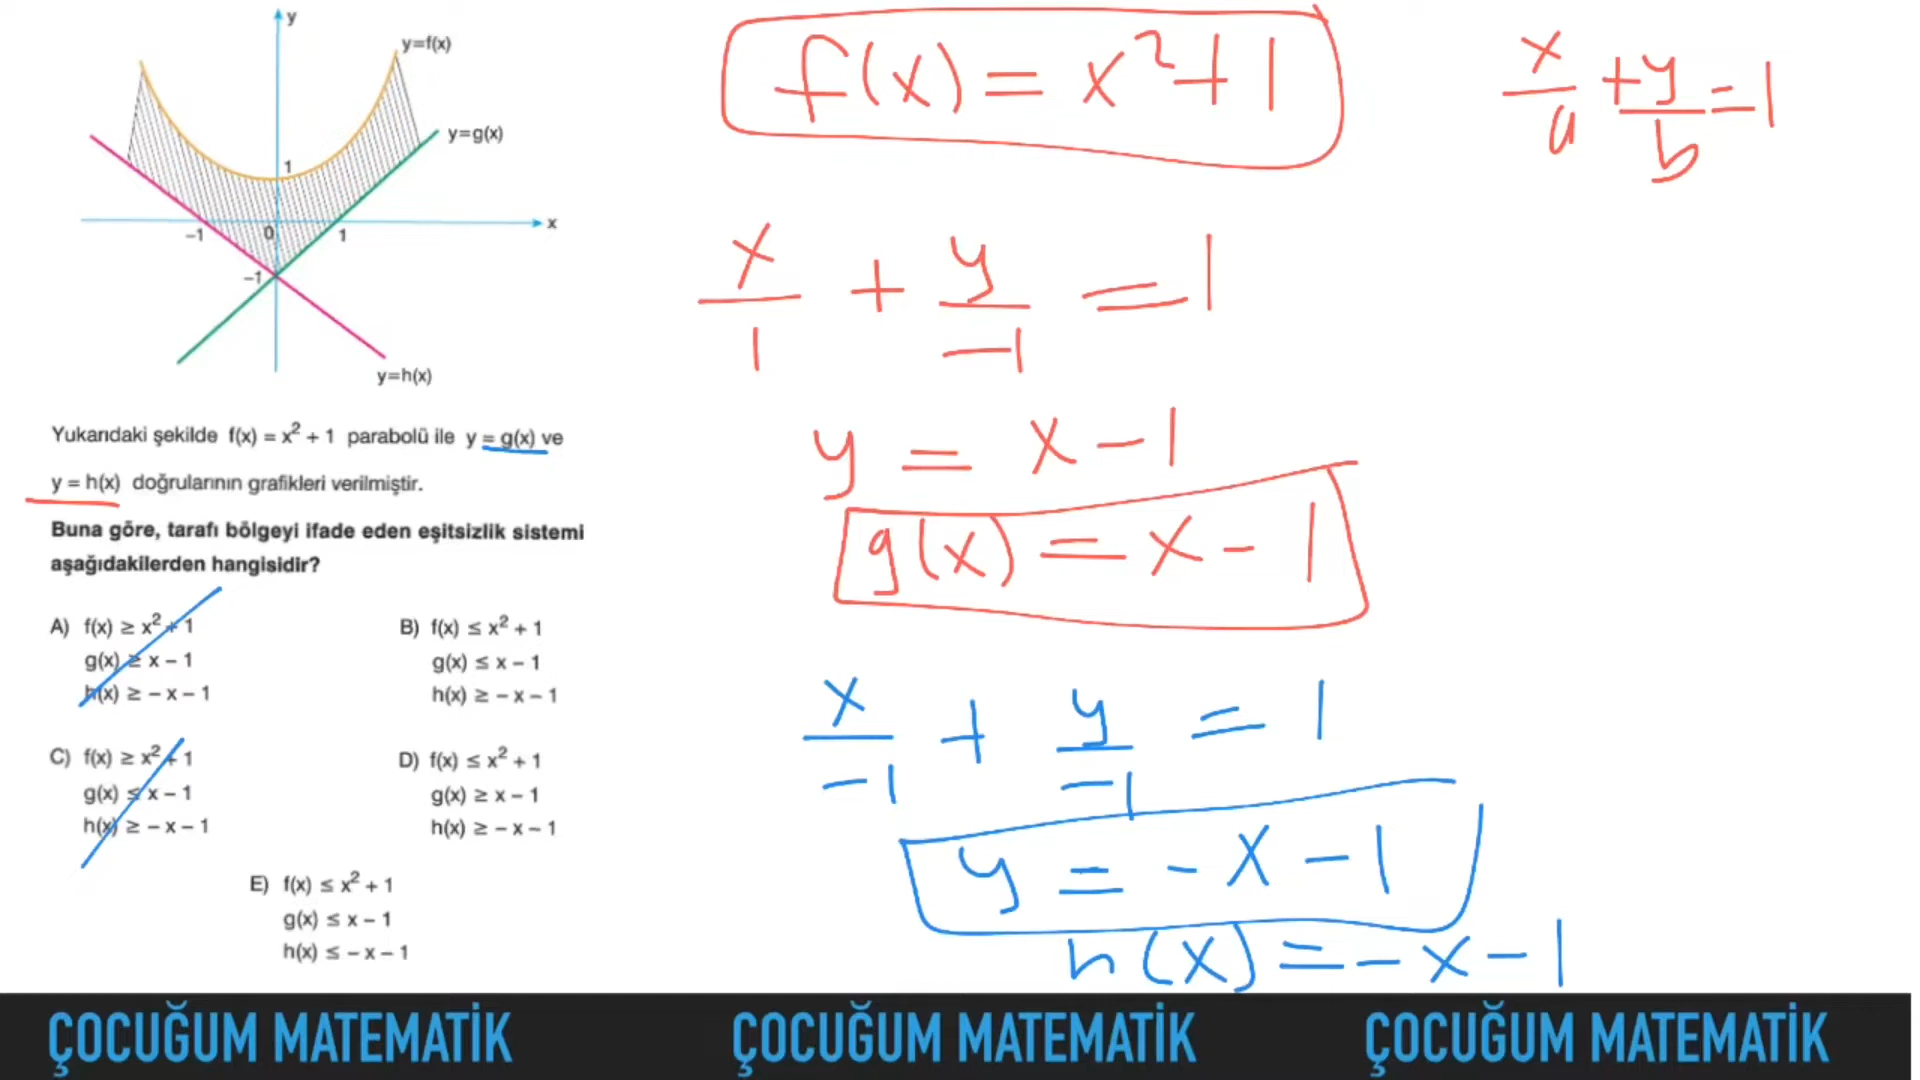 y
y=f(x)
y=g(x)
1
x
-1
0
1
-1
y=h(x)
Yukarıdaki şekilde f(x) = x² + 1 parabolü ile y = g(x) ve
y = h(x) doğrularının grafikleri verilmiştir.
Buna göre, tarafı bölgeyi ifade eden eşitsizlik sistemi
aşağıdakilerden hangisidir?
A) f(x) ≥ x² + 1
g(x) ≥ x – 1
h(x) ≥ – x – 1
B) f(x) ≤ x² + 1
g(x) ≤ x – 1
h(x) ≥ – x – 1
C) f(x) ≥ x² + 1
g(x) ≤ x – 1
h(x) ≥ – x – 1
D) f(x) ≤ x² + 1
g(x) ≥ x – 1
h(x) ≥ – x – 1
E) f(x) ≤ x² + 1
g(x) ≤ x – 1
h(x) ≤ – x – 1
f(x) = x² + 1
x/a + y/b = 1
x/1 + y/-1 = 1
y = x - 1
g(x) = x - 1
x/-1 + y/-1 = 1
y = -x - 1
h(x) = -x - 1
ÇOCUĞUM MATEMATİK ÇOCUĞUM MATEMATİK ÇOCUĞUM MATEMATİK